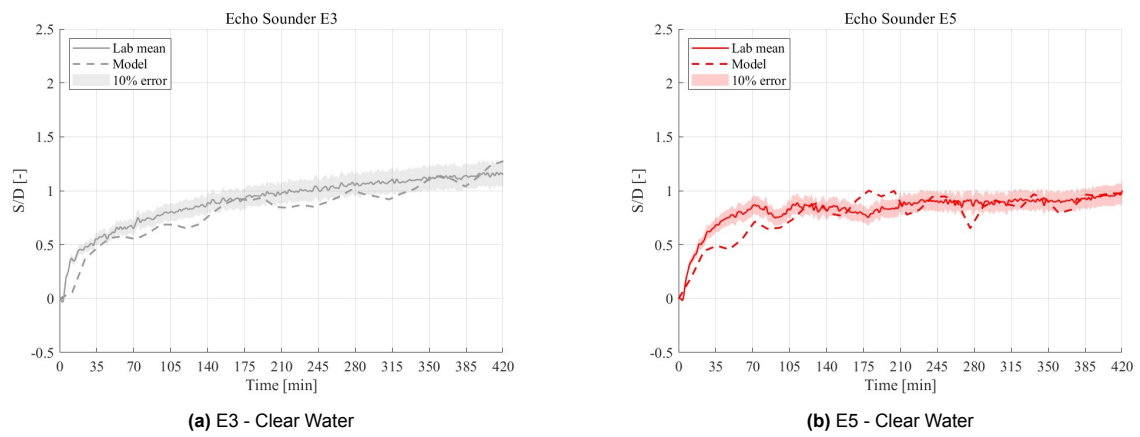 Echo Sounder E3
2.5
2
1.5
1
0.5
0
-0.5
S/D [-]
Lab mean
Model
10% error
0 35 70 105 140 175 210 245 280 315 350 385 420
Time [min]
(a) E3 - Clear Water
Echo Sounder E5
2.5
2
1.5
1
0.5
0
-0.5
S/D [-]
Lab mean
Model
10% error
0 35 70 105 140 175 210 245 280 315 350 385 420
Time [min]
(b) E5 - Clear Water